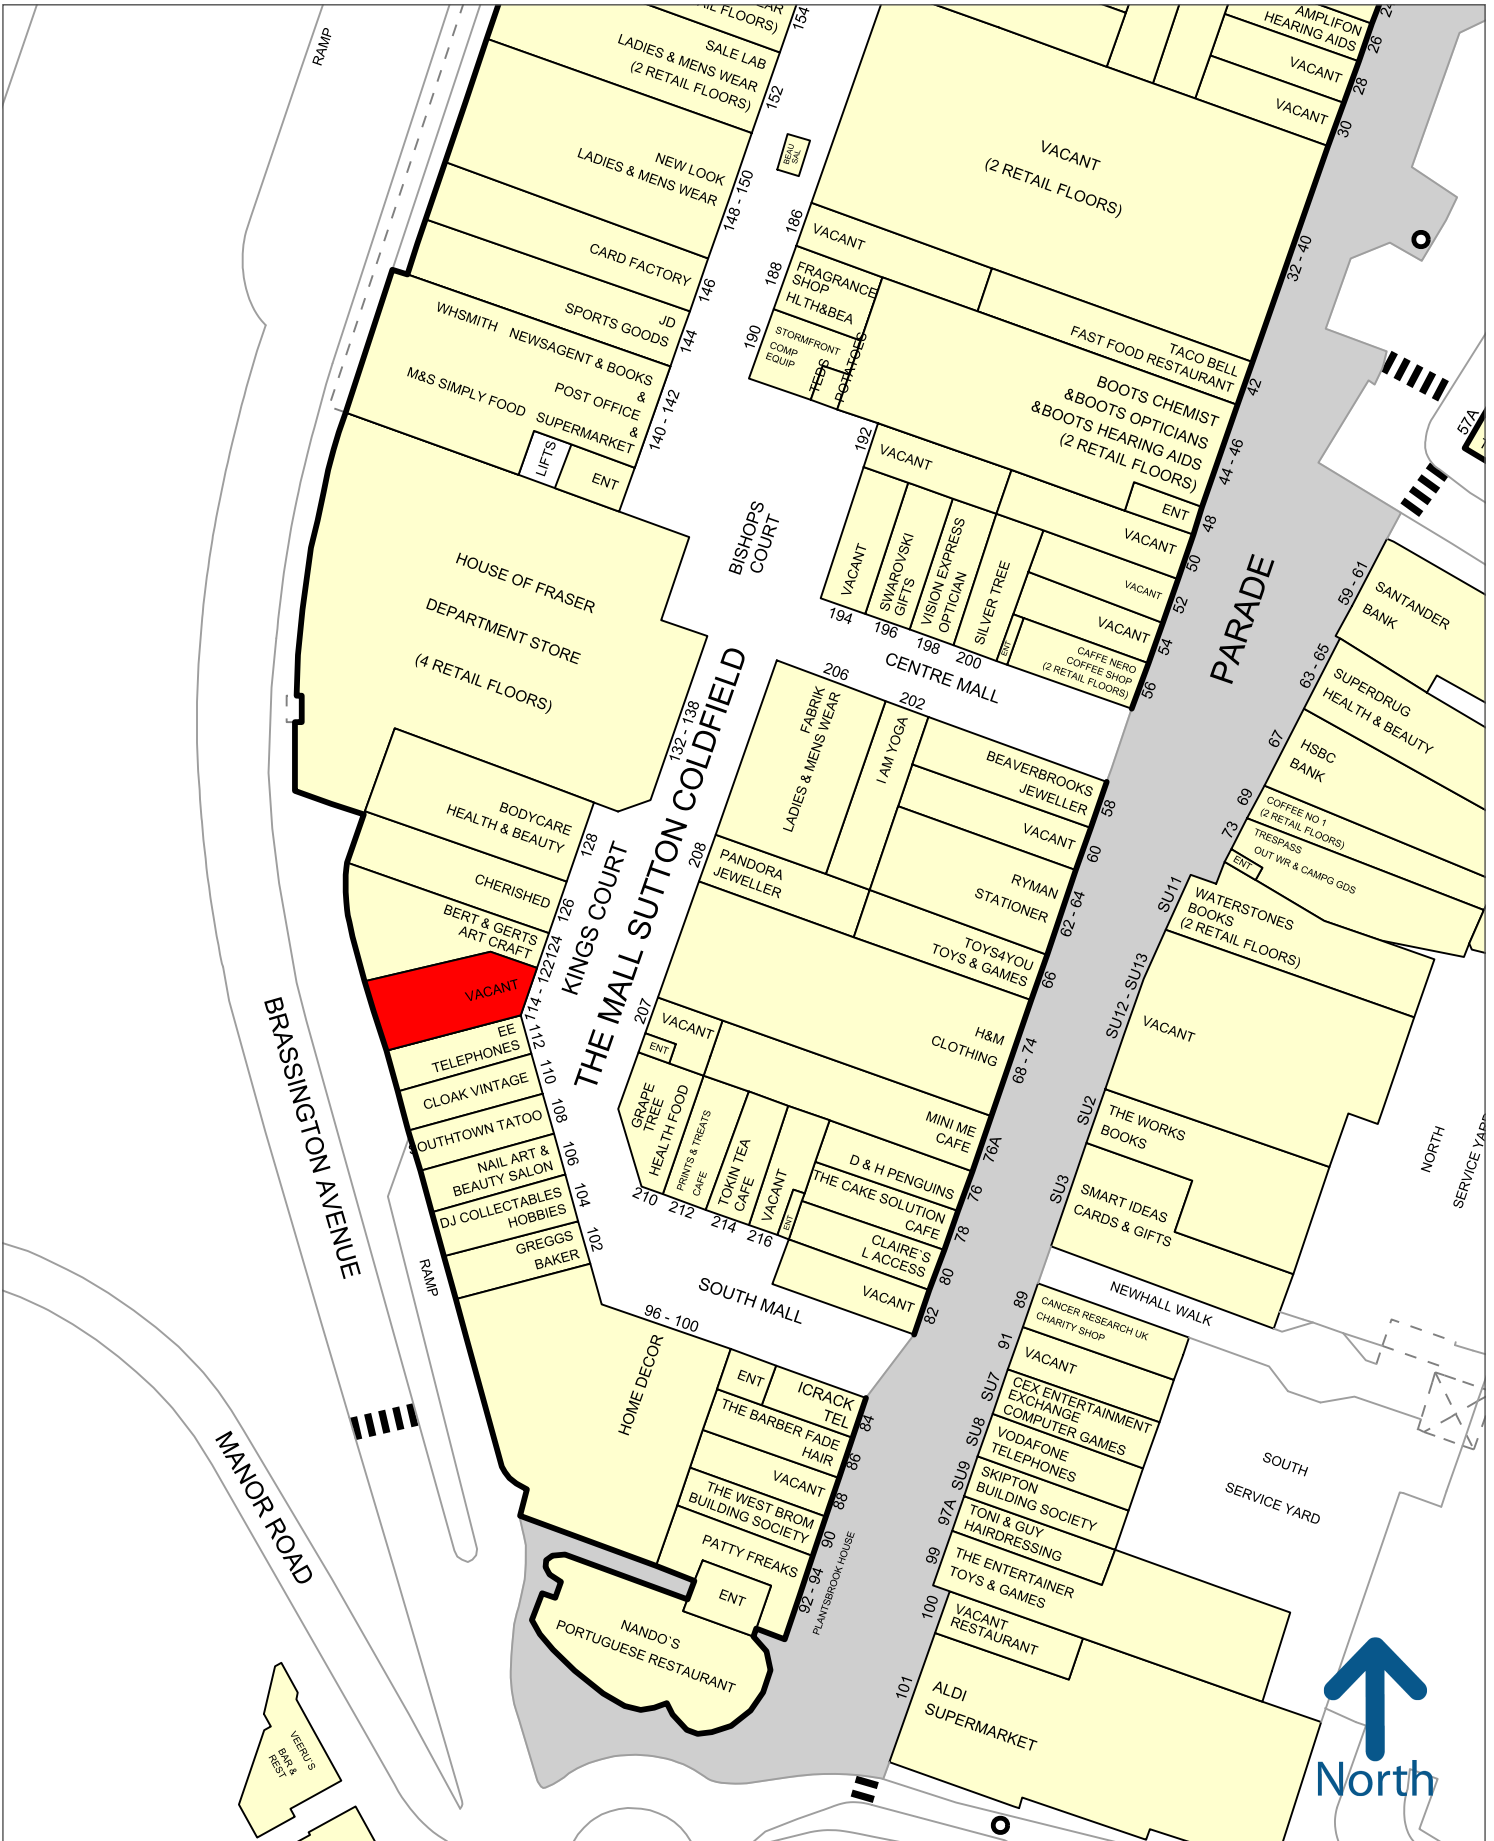 RAMP
SALE LAB
LADIES & MENS WEAR
(2 RETAIL FLOORS)
154
152
NEW LOOK
LADIES & MENS WEAR
148 - 150
BEAU
SAL
CARD FACTORY
146
JD
SPORTS GOODS
144
WHSMITH NEWSAGENT & BOOKS
POST OFFICE
&
M&S SIMPLY FOOD
&
SUPERMARKET
140 - 142
LIFTS
ENT
HOUSE OF FRASER
DEPARTMENT STORE
(4 RETAIL FLOORS)
132 - 138
BODYCARE
HEALTH & BEAUTY
128
CHERISHED
126
BERT & GERTS
ART CRAFT
124
VACANT
114 - 122
EE
TELEPHONES
112
CLOAK VINTAGE
110
SOUTHTOWN TATOO
108
NAIL ART &
BEAUTY SALON
106
DJ COLLECTABLES
HOBBIES
104
GREGGS
BAKER
102
HOME DECOR
96 - 100
AMPLIFON
HEARING AIDS
26
VACANT
28
VACANT
30
VACANT
(2 RETAIL FLOORS)
32 - 40
186
VACANT
188
FRAGRANCE
SHOP
HLTH&BEA
190
STORMFRONT
COMP
EQUIP
TEDS
POTATOES
TACO BELL
FAST FOOD RESTAURANT
42
BOOTS CHEMIST
&BOOTS OPTICIANS
&BOOTS HEARING AIDS
(2 RETAIL FLOORS)
44 - 46
ENT
48
192
VACANT
VACANT
50
VACANT
52
VACANT
54
CAFFE NERO
COFFEE SHOP
(2 RETAIL FLOORS)
56
VACANT
194
SWAROVSKI
GIFTS
196
VISION EXPRESS
OPTICIAN
198
SILVER TREE
200
ENT
BISHOPS
COURT
CENTRE MALL
PARADE
57A
KINGS COURT
THE MALL SUTTON COLDFIELD
206
202
FABRIK
LADIES & MENS WEAR
I AM YOGA
BEAVERBROOKS
JEWELLER
58
VACANT
60
RYMAN
STATIONER
62 - 64
208
PANDORA
JEWELLER
TOYS4YOU
TOYS & GAMES
66
H&M
CLOTHING
68 - 74
207
VACANT
ENT
MINI ME
CAFE
76A
GRAPE
TREE
HEALTH FOOD
210
PRINTS & TREATS
CAFE
212
TOKIN TEA
CAFE
214
VACANT
216
ENT
D & H PENGUINS
76
THE CAKE SOLUTION
CAFE
78
CLAIRE`S
L ACCESS
80
VACANT
82
SOUTH MALL
ENT
ICRACK
TEL
84
THE BARBER FADE
HAIR
86
VACANT
88
THE WEST BROM
BUILDING SOCIETY
90
PATTY FREAKS
92 - 94
ENT
PLANTSBROOK HOUSE
NANDO`S
PORTUGUESE RESTAURANT
59 - 61
SANTANDER
BANK
63 - 65
SUPERDRUG
HEALTH & BEAUTY
67
HSBC
BANK
69
COFFEE NO 1
(2 RETAIL FLOORS)
73
TRESPASS
OUT WR & CAMPG GDS
ENT
SU11
WATERSTONES
BOOKS
(2 RETAIL FLOORS)
SU12 - SU13
VACANT
SU2
THE WORKS
BOOKS
SU3
SMART IDEAS
CARDS & GIFTS
NORTH
SERVICE YARD
NEWHALL WALK
89
CANCER RESEARCH UK
CHARITY SHOP
91
VACANT
SU7
CEX ENTERTAINMENT
EXCHANGE
COMPUTER GAMES
SU8
VODAFONE
TELEPHONES
SU9
SKIPTON
BUILDING SOCIETY
97A
TONI & GUY
HAIRDRESSING
99
THE ENTERTAINER
TOYS & GAMES
100
VACANT
RESTAURANT
101
ALDI
SUPERMARKET
SOUTH
SERVICE YARD
BRASSINGTON AVENUE
RAMP
MANOR ROAD
VEERU`S
BAR &
REST
North